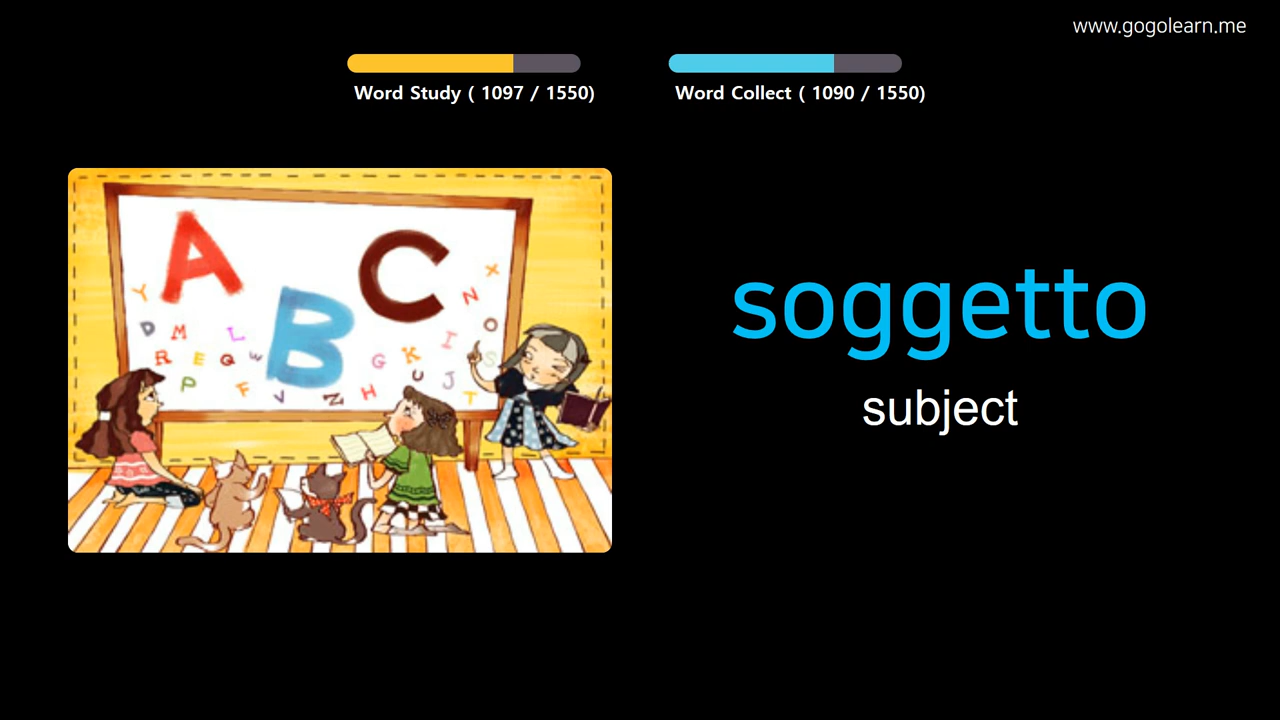 www.gogolearn.me
Word Study ( 1097 / 1550)
Word Collect ( 1090 / 1550)
A
B
C
Y
X
N
D
M
L
O
I
S
R
E
Q
W
G
K
P
F
V
Z
H
U
J
T
soggetto
subject